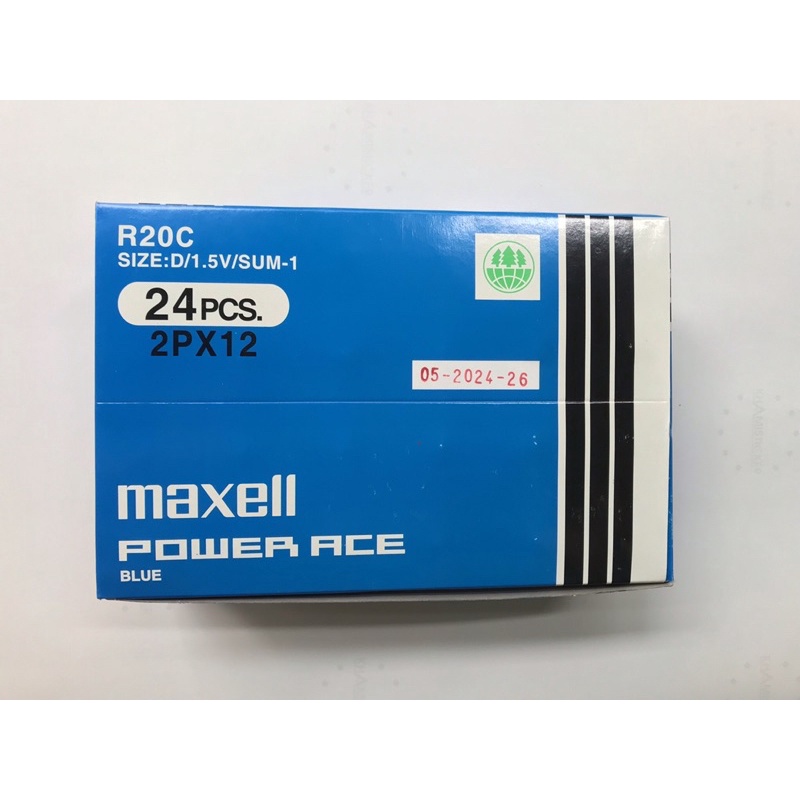 R20C
SIZE:D/1.5V/SUM-1
24PCS.
2PX12
05-2024-26
maxell
POWER ACE
BLUE